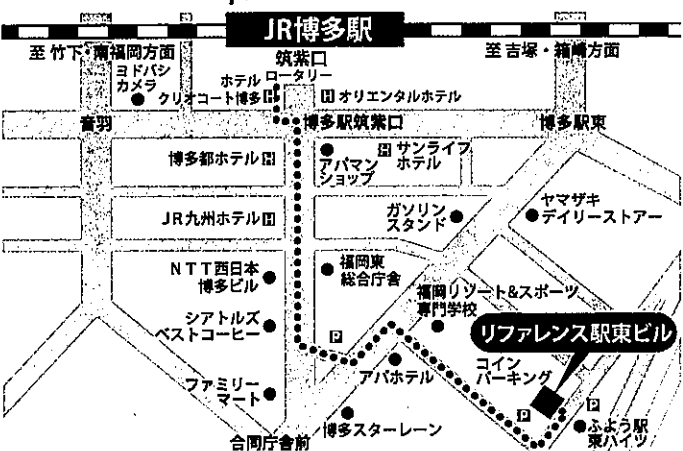 JR博多駅
至 竹下・南福岡方面
筑紫口
至 吉塚・箱崎方面
ヨドバシ
カメラ
ホテル
クリオコート博多 H
ロータリー
H オリエンタルホテル
音羽
博多駅筑紫口
博多駅東
博多都ホテル H
アパマン
ショップ
H サンライフ
ホテル
JR九州ホテル H
ガソリン
スタンド
ヤマザキ
デイリーストアー
NTT西日本
博多ビル
福岡東
総合庁舎
福岡リゾート&スポーツ
専門学校
シアトルズ
ベストコーヒー
P
リファレンス駅東ビル
アパホテル
コイン
パーキング
ファミリー
マート
P
P
博多スターレーン
ふよう駅
東ハイツ
合同庁舎前